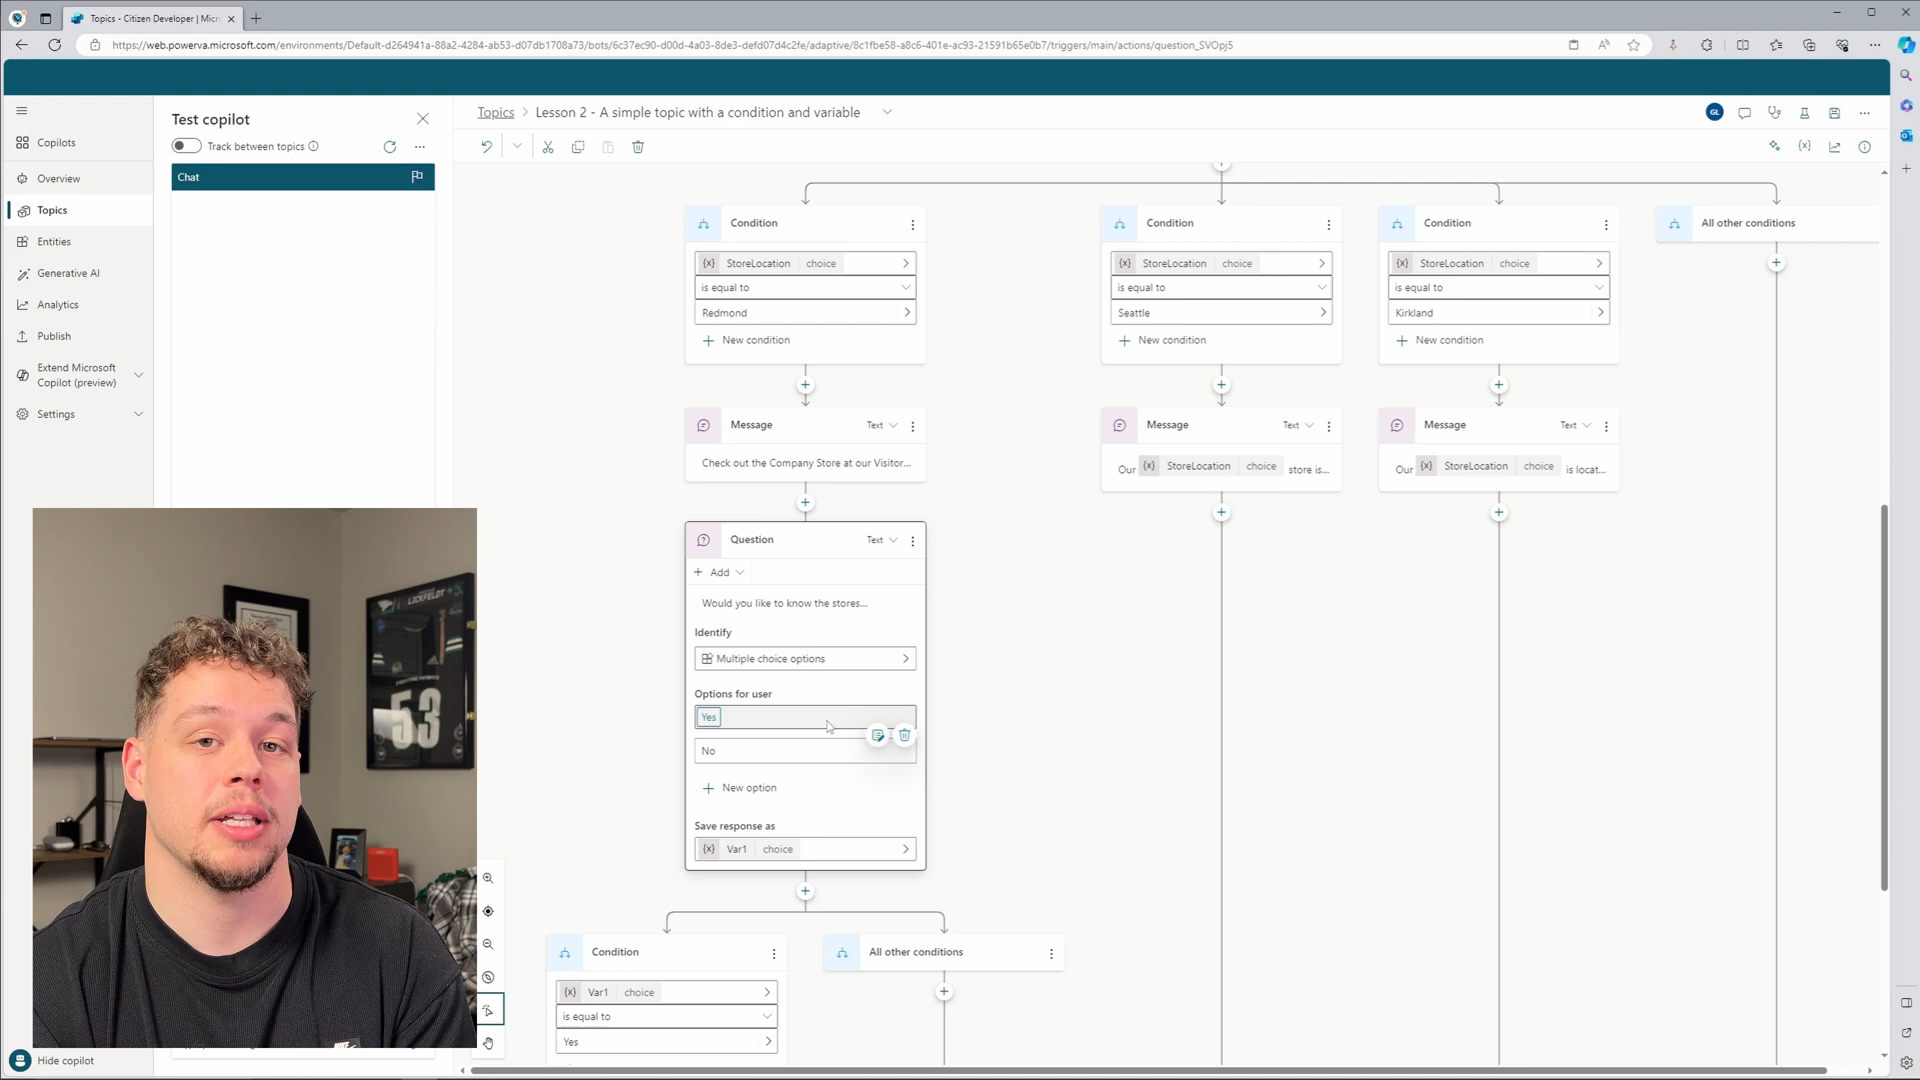 Topics - Citizen Developer | Micr
https://web.powerva.microsoft.com/environments/Default-d264941a-88a2-4284-ab53-d07db1708a73/bots/6c37ec90-d00d-4a03-8de3-defd07d4c2fe/adaptive/8c1fbe58-a8c6-401e-ac93-21591b65e0b7/triggers/main/actions/question_SVOpj5
Copilots
Overview
Topics
Entities
Generative AI
Analytics
Publish
Extend Microsoft
Copilot (preview)
Settings
Hide copilot
Test copilot
Track between topics
Chat
Topics > Lesson 2 - A simple topic with a condition and variable
GL
Condition
{x} StoreLocation choice
is equal to
Redmond
New condition
Message Text
Check out the Company Store at our Visitor...
Question Text
Add
Would you like to know the stores...
Identify
Multiple choice options
Options for user
Yes
No
New option
Save response as
{x} Var1 choice
Condition
{x} Var1 choice
is equal to
Yes
All other conditions
Condition
{x} StoreLocation choice
is equal to
Seattle
New condition
Message Text
Our {x} StoreLocation choice store is...
Condition
{x} StoreLocation choice
is equal to
Kirkland
New condition
Message Text
Our {x} StoreLocation choice is locat...
All other conditions
53